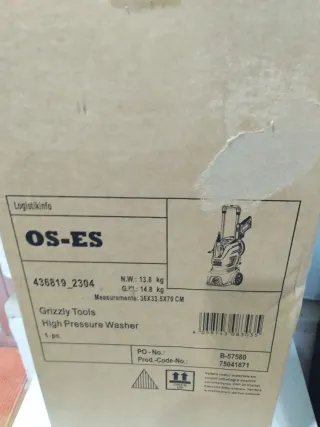 Logistikinfo
OS-ES
436819_2304
N.W.: 13.8 kg
G.W.: 14.8 kg
Measurements: 36X33.5X79 CM
Grizzly Tools
High Pressure Washer
1 pc.
PO-No.: B-57580
Prod.-Code-No.: 75041671